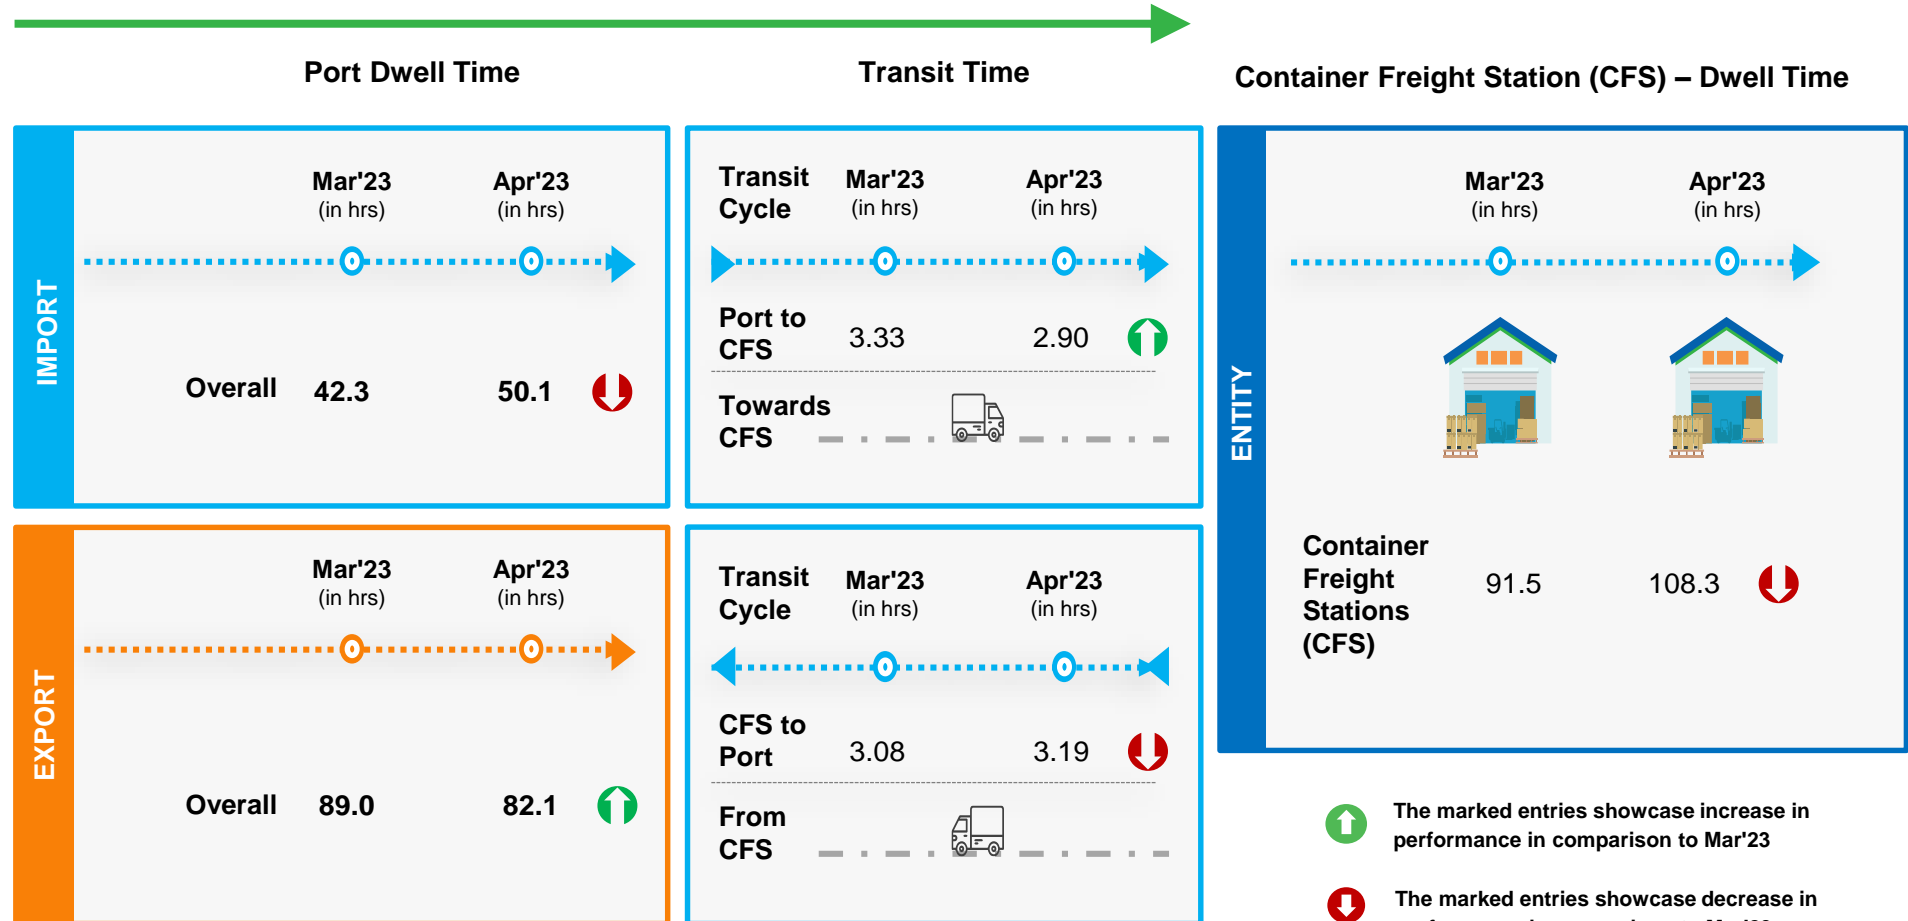 Port Dwell Time
Transit Time
Container Freight Station (CFS) – Dwell Time
IMPORT
Mar'23
(in hrs)
Apr'23
(in hrs)
Overall 42.3 50.1
Transit
Cycle
Mar'23
(in hrs)
Apr'23
(in hrs)
Port to
CFS
3.33 2.90
Towards
CFS
ENTITY
Mar'23
(in hrs)
Apr'23
(in hrs)
Container
Freight
Stations
(CFS)
91.5 108.3
EXPORT
Mar'23
(in hrs)
Apr'23
(in hrs)
Overall 89.0 82.1
Transit
Cycle
Mar'23
(in hrs)
Apr'23
(in hrs)
CFS to
Port
3.08 3.19
From
CFS
The marked entries showcase increase in
performance in comparison to Mar'23
The marked entries showcase decrease in